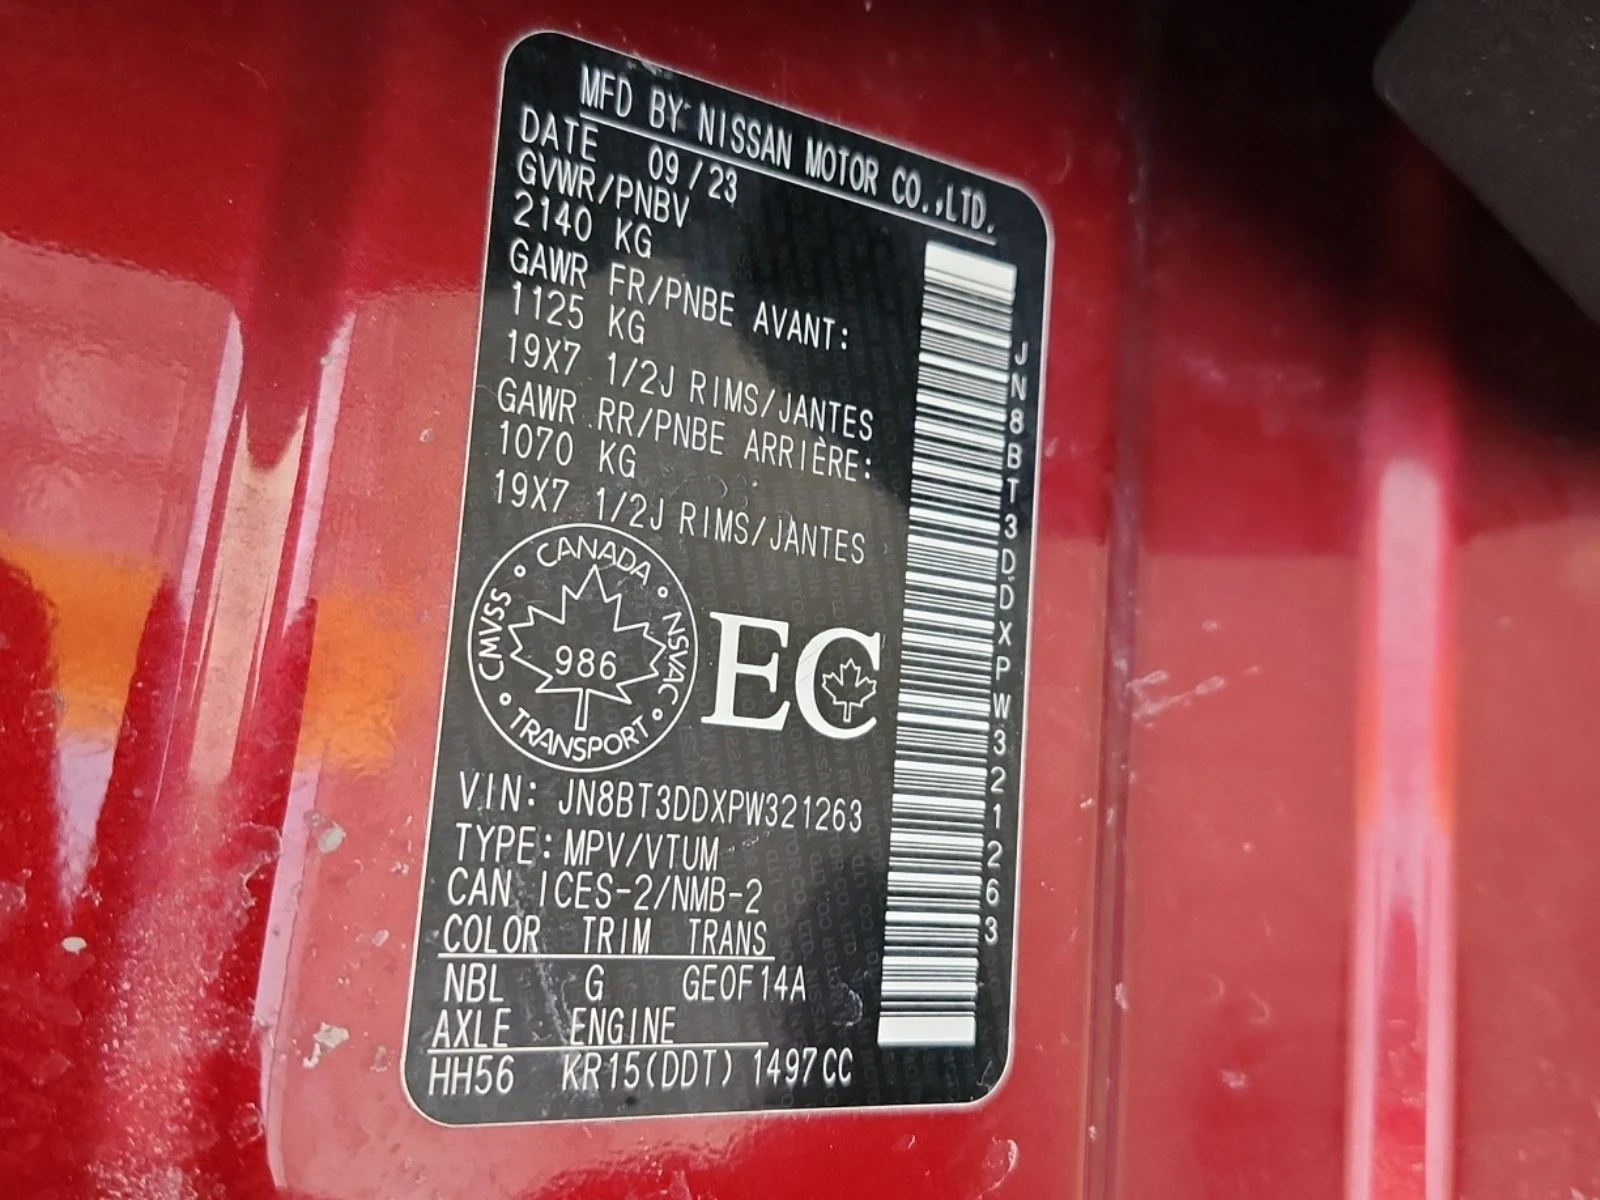 MFD BY NISSAN MOTOR CO.,LTD.
DATE 09/23
GVWR/PNBV
2140 KG
GAWR FR/PNBE AVANT:
1125 KG
19X7 1/2J RIMS/JANTES
GAWR RR/PNBE ARRIÈRE:
1070 KG
19X7 1/2J RIMS/JANTES
CANADA
CMVSS
NSVAC
986
TRANSPORT
EC
VIN: JN8BT3DDXPW321263
TYPE: MPV/VTUM
CAN ICES-2/NMB-2
COLOR TRIM TRANS
NBL G GE0F14A
AXLE ENGINE
HH56 KR15(DDT) 1497CC
JN8BT3DDXPW321263